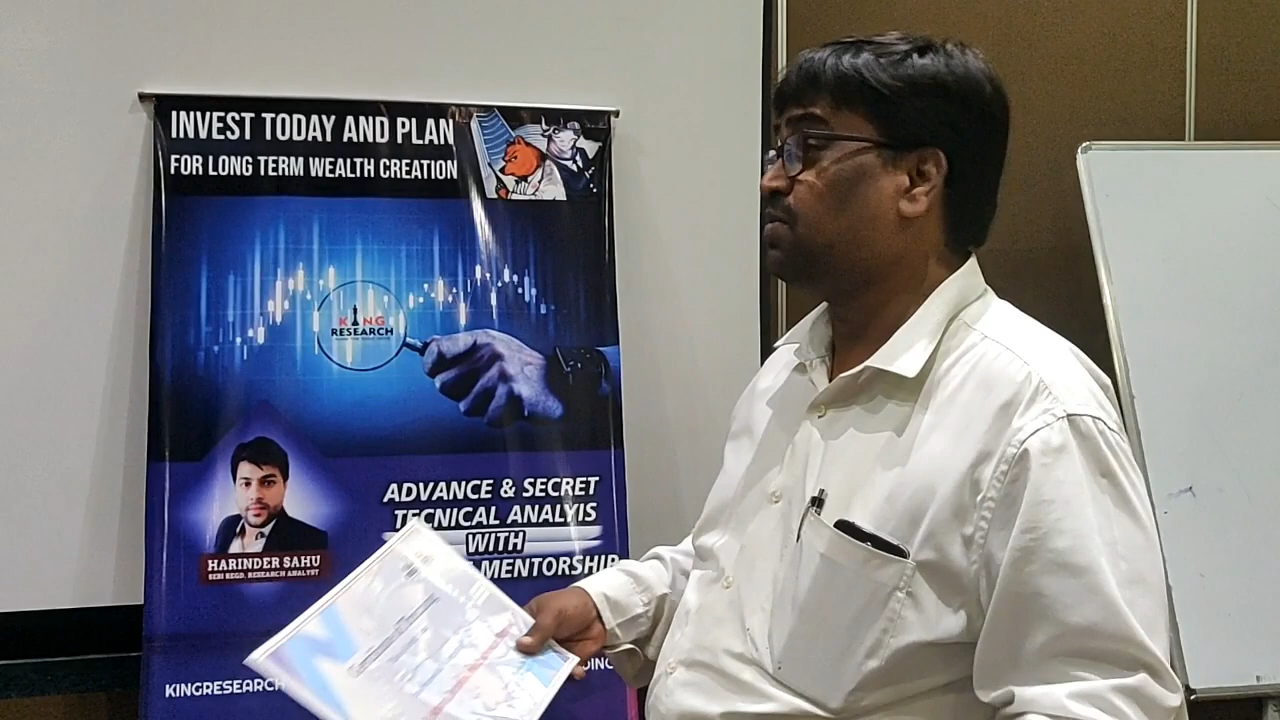 INVEST TODAY AND PLAN
FOR LONG TERM WEALTH CREATION
KING
RESEARCH
ADVANCE & SECRET
TECNICAL ANALYIS
WITH
MENTORSHIP
HARINDER SAHU
SEBI REGD. RESEARCH ANALYST
KINGRESEARCH